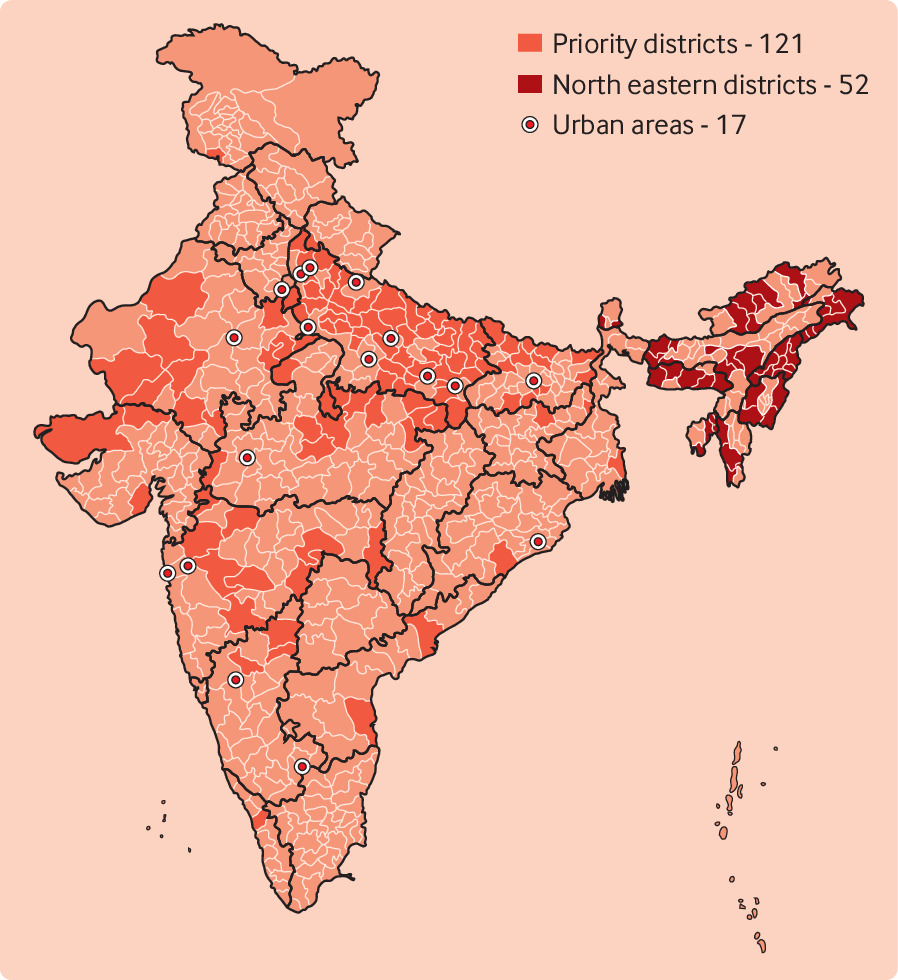 Priority districts - 121
North eastern districts - 52
Urban areas - 17